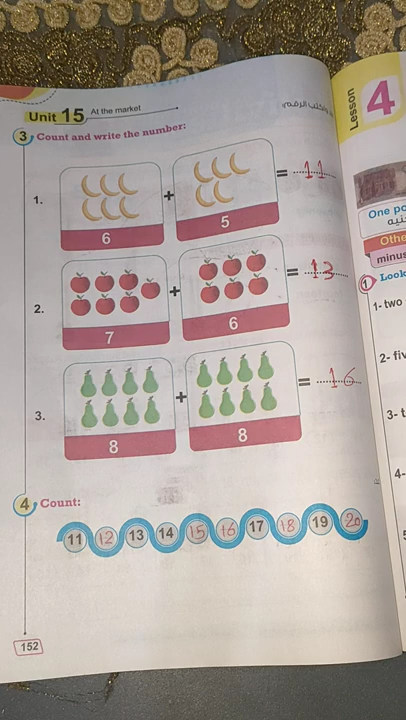 Unit 15 At the market
3 Count and write the number:
1. 6 + 5 = 11
2. 7 + 6 = 13
3. 8 + 8 = 16
4 Count:
11 12 13 14 15 16 17 18 19 20
152
Lesson 4
One po
جنيه
Othe
minus
1 Look
1- two
2- fiv
3- t
4-